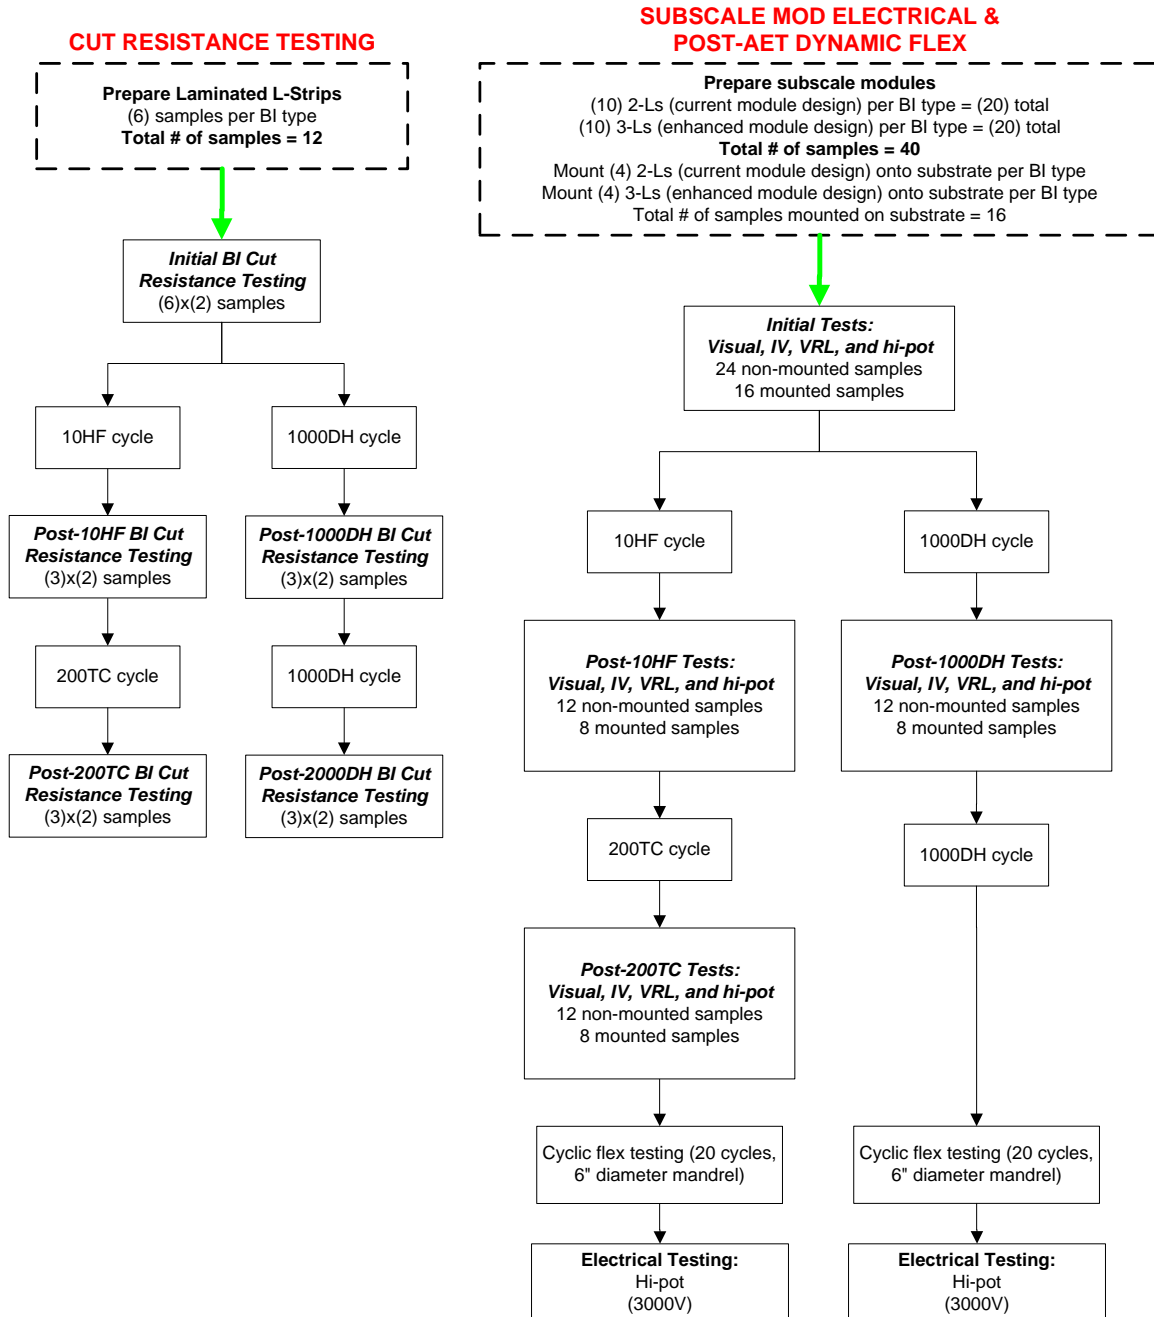 CUT RESISTANCE TESTING
Prepare Laminated L-Strips
(6) samples per BI type
Total # of samples = 12
Initial BI Cut
Resistance Testing
(6)x(2) samples
10HF cycle
1000DH cycle
Post-10HF BI Cut
Resistance Testing
(3)x(2) samples
Post-1000DH BI Cut
Resistance Testing
(3)x(2) samples
200TC cycle
1000DH cycle
Post-200TC BI Cut
Resistance Testing
(3)x(2) samples
Post-2000DH BI Cut
Resistance Testing
(3)x(2) samples
SUBSCALE MOD ELECTRICAL &
POST-AET DYNAMIC FLEX
Prepare subscale modules
(10) 2-Ls (current module design) per BI type = (20) total
(10) 3-Ls (enhanced module design) per BI type = (20) total
Total # of samples = 40
Mount (4) 2-Ls (current module design) onto substrate per BI type
Mount (4) 3-Ls (enhanced module design) onto substrate per BI type
Total # of samples mounted on substrate = 16
Initial Tests:
Visual, IV, VRL, and hi-pot
24 non-mounted samples
16 mounted samples
10HF cycle
1000DH cycle
Post-10HF Tests:
Visual, IV, VRL, and hi-pot
12 non-mounted samples
8 mounted samples
Post-1000DH Tests:
Visual, IV, VRL, and hi-pot
12 non-mounted samples
8 mounted samples
200TC cycle
1000DH cycle
Post-200TC Tests:
Visual, IV, VRL, and hi-pot
12 non-mounted samples
8 mounted samples
Cyclic flex testing (20 cycles,
6" diameter mandrel)
Cyclic flex testing (20 cycles,
6" diameter mandrel)
Electrical Testing:
Hi-pot
(3000V)
Electrical Testing:
Hi-pot
(3000V)